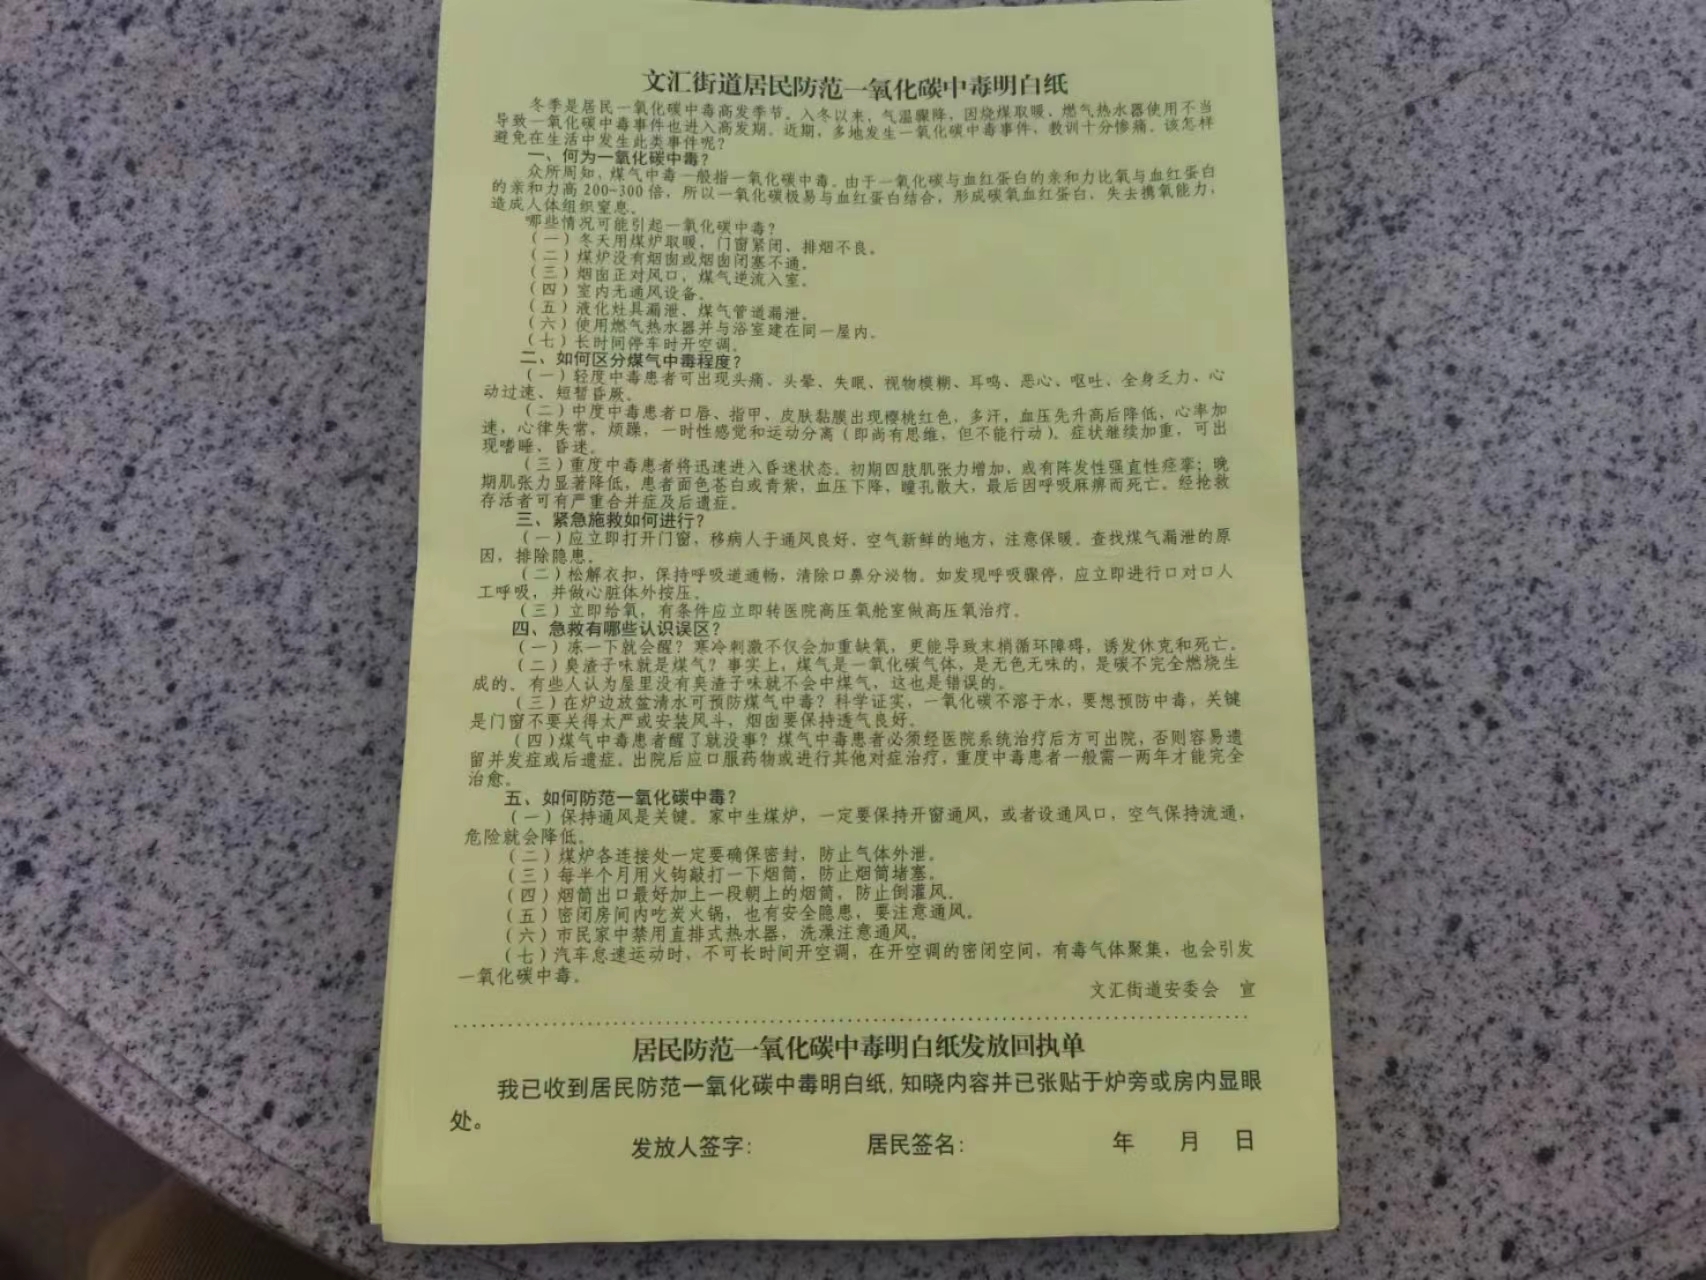 文汇街道居民防范一氧化碳中毒明白纸
冬季是居民一氧化碳中毒高发季节。入冬以来，气温骤降，因烧煤取暖、燃气热水器使用不当
导致一氧化碳中毒事件也进入高发期。近期，多地发生一氧化碳中毒事件，教训十分惨痛。该怎样
避免在生活中发生此类事件呢？
一、何为一氧化碳中毒？
众所周知，煤气中毒一般指一氧化碳中毒。由于一氧化碳与血红蛋白的亲和力比氧与血红蛋白
的亲和力高200~300倍，所以一氧化碳极易与血红蛋白结合，形成碳氧血红蛋白，失去携氧能力，
造成人体组织窒息。
哪些情况可能引起一氧化碳中毒？
（一）冬天用煤炉取暖，门窗紧闭、排烟不良。
（二）煤炉没有烟囱或烟囱闭塞不通。
（三）烟囱正对风口，煤气逆流入室。
（四）室内无通风设备。
（五）液化灶具漏泄、煤气管道漏泄。
（六）使用燃气热水器并与浴室建在同一屋内。
（七）长时间停车时开空调。
二、如何区分煤气中毒程度？
（一）轻度中毒患者可出现头痛、头晕、失眠、视物模糊、耳鸣、恶心、呕吐、全身乏力、心
动过速、短暂昏厥。
（二）中度中毒患者口唇、指甲、皮肤黏膜出现樱桃红色，多汗，血压先升高后降低，心率加
速，心律失常，烦躁，一时性感觉和运动分离（即尚有思维，但不能行动）。症状继续加重，可出
现嗜睡、昏迷。
（三）重度中毒患者将迅速进入昏迷状态。初期四肢肌张力增加，或有阵发性强直性痉挛；晚
期肌张力显著降低，患者面色苍白或青紫，血压下降，瞳孔散大，最后因呼吸麻痹而死亡。经抢救
存活者可有严重合并症及后遗症。
三、紧急施救如何进行？
（一）应立即打开门窗，移病人于通风良好、空气新鲜的地方，注意保暖。查找煤气漏泄的原
因，排除隐患。
（二）松解衣扣，保持呼吸道通畅，清除口鼻分泌物。如发现呼吸骤停，应立即进行口对口人
工呼吸，并做心脏体外按压。
（三）立即给氧，有条件应立即转医院高压氧舱室做高压氧治疗。
四、急救有哪些认识误区？
（一）冻一下就会醒？寒冷刺激不仅会加重缺氧，更能导致末梢循环障碍，诱发休克和死亡。
（二）臭渣子味就是煤气？事实上，煤气是一氧化碳气体，是无色无味的，是碳不完全燃烧生
成的。有些人认为屋里没有臭渣子味就不会中煤气，这也是错误的。
（三）在炉边放盆清水可预防煤气中毒？科学证实，一氧化碳不溶于水，要想预防中毒，关键
是门窗不要关得太严或安装风斗，烟囱要保持透气良好。
（四）煤气中毒患者醒了就没事？煤气中毒患者必须经医院系统治疗后方可出院，否则容易遗
留并发症或后遗症。出院后应口服药物或进行其他对症治疗，重度中毒患者一般需一两年才能完全
治愈。
五、如何防范一氧化碳中毒？
（一）保持通风是关键。家中生煤炉，一定要保持开窗通风，或者设通风口，空气保持流通，
危险就会降低。
（二）煤炉各连接处一定要确保密封，防止气体外泄。
（三）每半个月用火钩敲打一下烟筒，防止烟筒堵塞。
（四）烟筒出口最好加上一段朝上的烟筒，防止倒灌风。
（五）密闭房间内吃炭火锅，也有安全隐患，要注意通风。
（六）市民家中禁用直排式热水器，洗澡注意通风。
（七）汽车怠速运动时，不可长时间开空调，在开空调的密闭空间，有毒气体聚集，也会引发
一氧化碳中毒。
文汇街道安委会 宣
居民防范一氧化碳中毒明白纸发放回执单
我已收到居民防范一氧化碳中毒明白纸，知晓内容并已张贴于炉旁或房内显眼
处。
发放人签字： 居民签名： 年 月 日